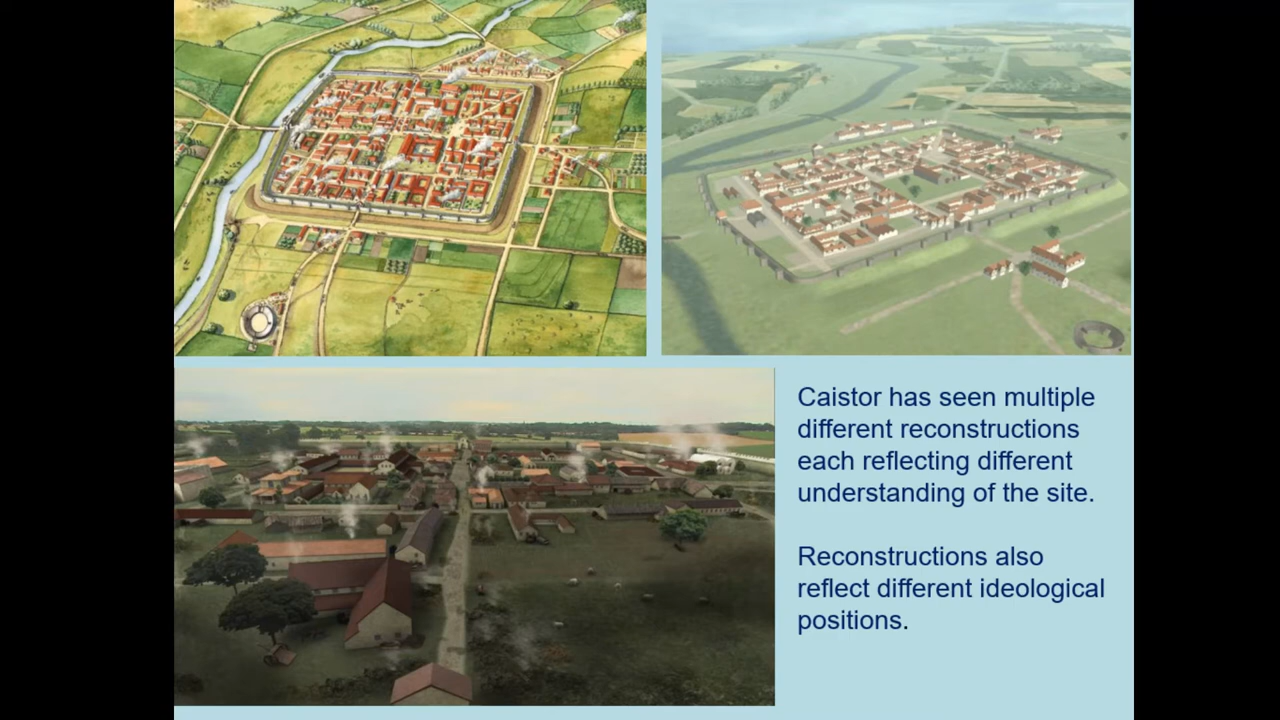 Caistor has seen multiple
different reconstructions
each reflecting different
understanding of the site.
Reconstructions also
reflect different ideological
positions.